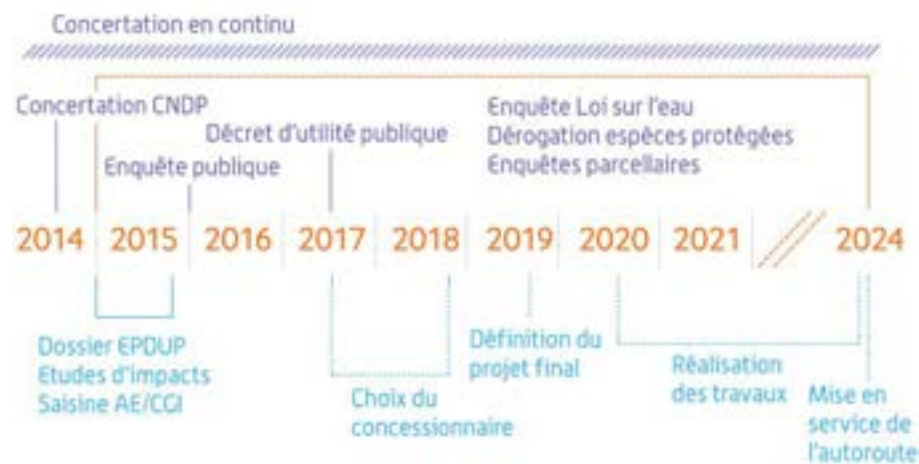 Concertation en continu
Concertation CNDP
Enquête publique
Décret d'utilité publique
Enquête Loi sur l'eau
Dérogation espèces protégées
Enquêtes parcellaires
2014 2015 2016 2017 2018 2019 2020 2021 2024
Dossier EPDUP
Etudes d'impacts
Saisine AE/CGI
Choix du
concessionnaire
Définition du
projet final
Réalisation
des travaux
Mise en
service de
l'autoroute